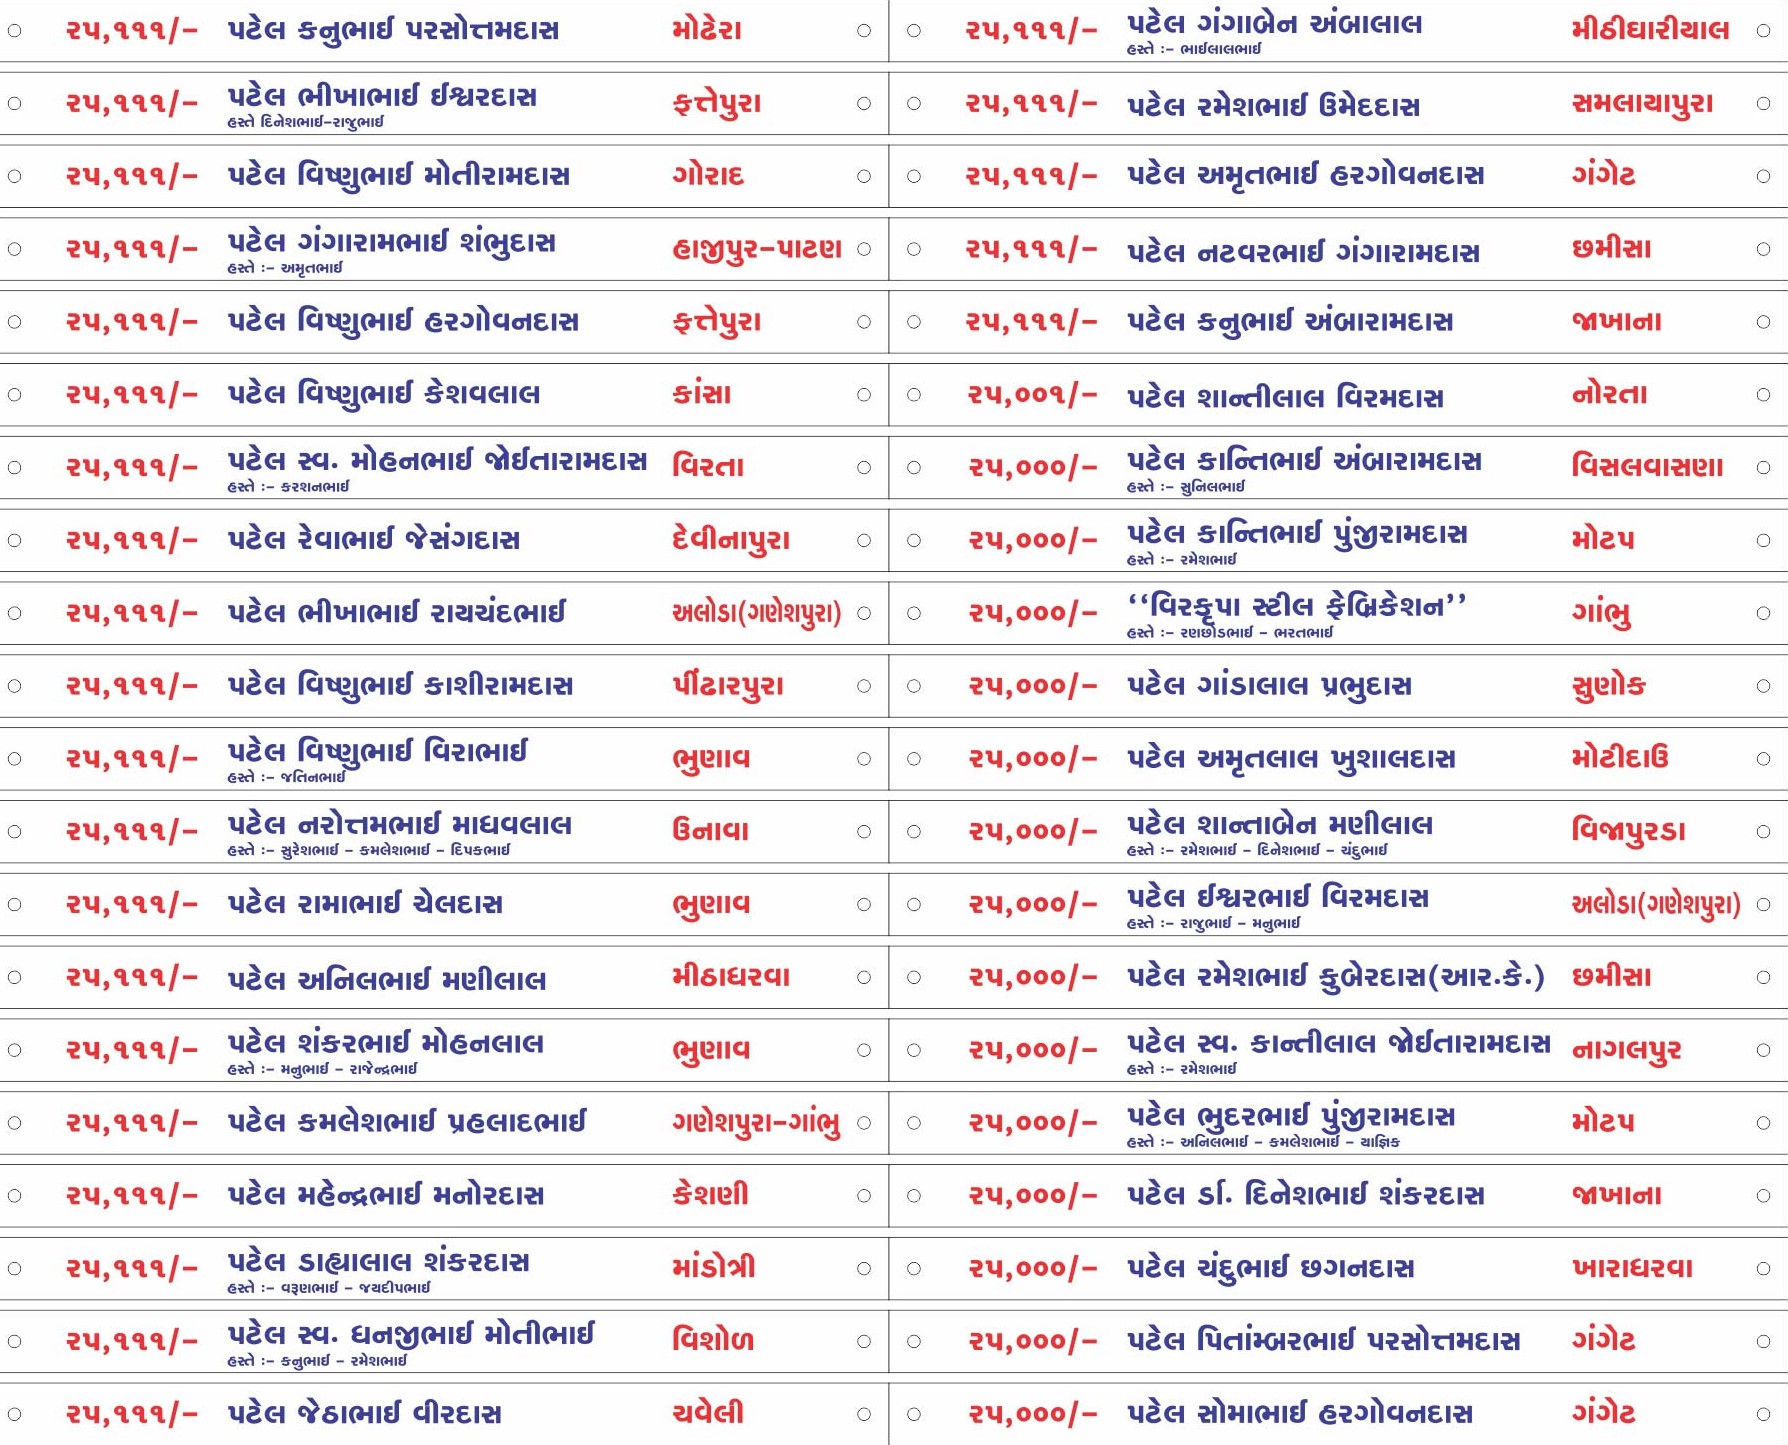 ૨૫,૧૧૧/– પટેલ કનુભાઈ પરસોત્તમદાસ મોઢેરા
૨૫,૧૧૧/– પટેલ ભીખાભાઈ ઈશ્વરદાસ ફત્તેપુરા
હસ્તે દિનેશભાઈ–રાજુભાઈ
૨૫,૧૧૧/– પટેલ વિષ્ણુભાઈ મોતીરામદાસ ગોરાદ
૨૫,૧૧૧/– પટેલ ગંગારામભાઈ શંભુદાસ હાજીપુર–પાટણ
હસ્તે :– અમૃતભાઈ
૨૫,૧૧૧/– પટેલ વિષ્ણુભાઈ હરગોવનદાસ ફત્તેપુરા
૨૫,૧૧૧/– પટેલ વિષ્ણુભાઈ કેશવલાલ કાંસા
૨૫,૧૧૧/– પટેલ સ્વ. મોહનભાઈ જોઈતારામદાસ વિરતા
હસ્તે :– કરશનભાઈ
૨૫,૧૧૧/– પટેલ રેવાભાઈ જેસંગદાસ દેવીનાપુરા
૨૫,૧૧૧/– પટેલ ભીખાભાઈ રાયચંદભાઈ અલોડા(ગણેશપુરા)
૨૫,૧૧૧/– પટેલ વિષ્ણુભાઈ કાશીરામદાસ પીંઢારપુરા
૨૫,૧૧૧/– પટેલ વિષ્ણુભાઈ વિરાભાઈ ભુણાવ
હસ્તે :– જતિનભાઈ
૨૫,૧૧૧/– પટેલ નરોત્તમભાઈ માધવલાલ ઉનાવા
હસ્તે :– સુરેશભાઈ – કમલેશભાઈ – દિપકભાઈ
૨૫,૧૧૧/– પટેલ રામાભાઈ ચેલદાસ ભુણાવ
૨૫,૧૧૧/– પટેલ અનિલભાઈ મણીલાલ મીઠાધરવા
૨૫,૧૧૧/– પટેલ શંકરભાઈ મોહનલાલ ભુણાવ
હસ્તે :– મનુભાઈ – રાજેન્દ્રભાઈ
૨૫,૧૧૧/– પટેલ કમલેશભાઈ પ્રહલાદભાઈ ગણેશપુરા–ગાંભુ
૨૫,૧૧૧/– પટેલ મહેન્દ્રભાઈ મનોરદાસ કેશણી
૨૫,૧૧૧/– પટેલ ડાહ્યાલાલ શંકરદાસ માંડોત્રી
હસ્તે :– વરૂણભાઈ – જયદીપભાઈ
૨૫,૧૧૧/– પટેલ સ્વ. ધનજીભાઈ મોતીભાઈ વિશોળ
હસ્તે :– કનુભાઈ – રમેશભાઈ
૨૫,૧૧૧/– પટેલ જેઠાભાઈ વીરદાસ ચવેલી
૨૫,૧૧૧/– પટેલ ગંગાબેન અંબાલાલ મીઠીઘારીયાલ
હસ્તે :– ભાઈલાલભાઈ
૨૫,૧૧૧/– પટેલ રમેશભાઈ ઉમેદદાસ સમલાયાપુરા
૨૫,૧૧૧/– પટેલ અમૃતભાઈ હરગોવનદાસ ગંગેટ
૨૫,૧૧૧/– પટેલ નટવરભાઈ ગંગારામદાસ છમીસા
૨૫,૧૧૧/– પટેલ કનુભાઈ અંબારામદાસ જાખાના
૨૫,૦૦૧/– પટેલ શાન્તીલાલ વિરમદાસ નોરતા
૨૫,૦૦૦/– પટેલ કાન્તિભાઈ અંબારામદાસ વિસલવાસણા
હસ્તે :– સુનિલભાઈ
૨૫,૦૦૦/– પટેલ કાન્તિભાઈ પુંજીરામદાસ મોટપ
હસ્તે :– રમેશભાઈ
૨૫,૦૦૦/– ‘‘વિરકૃપા સ્ટીલ ફેબ્રિકેશન’’ ગાંભુ
હસ્તે :– રણછોડભાઈ – ભરતભાઈ
૨૫,૦૦૦/– પટેલ ગાંડાલાલ પ્રભુદાસ સુણોક
૨૫,૦૦૦/– પટેલ અમૃતલાલ ખુશાલદાસ મોટીદાઉ
૨૫,૦૦૦/– પટેલ શાન્તાબેન મણીલાલ વિજાપુરડા
હસ્તે :– રમેશભાઈ – દિનેશભાઈ – ચંદુભાઈ
૨૫,૦૦૦/– પટેલ ઈશ્વરભાઈ વિરમદાસ અલોડા(ગણેશપુરા)
હસ્તે :– રાજુભાઈ – મનુભાઈ
૨૫,૦૦૦/– પટેલ રમેશભાઈ કુબેરદાસ(આર.કે.) છમીસા
૨૫,૦૦૦/– પટેલ સ્વ. કાન્તીલાલ જોઈતારામદાસ નાગલપુર
હસ્તે :– રમેશભાઈ
૨૫,૦૦૦/– પટેલ ભુદરભાઈ પુંજીરામદાસ મોટપ
હસ્તે :– અનિલભાઈ – કમલેશભાઈ – યાજ્ઞિક
૨૫,૦૦૦/– પટેલ ર્ડા. દિનેશભાઈ શંકરદાસ જાખાના
૨૫,૦૦૦/– પટેલ ચંદુભાઈ છગનદાસ ખારાધરવા
૨૫,૦૦૦/– પટેલ પિતાંમ્બરભાઈ પરસોત્તમદાસ ગંગેટ
૨૫,૦૦૦/– પટેલ સોમાભાઈ હરગોવનદાસ ગંગેટ